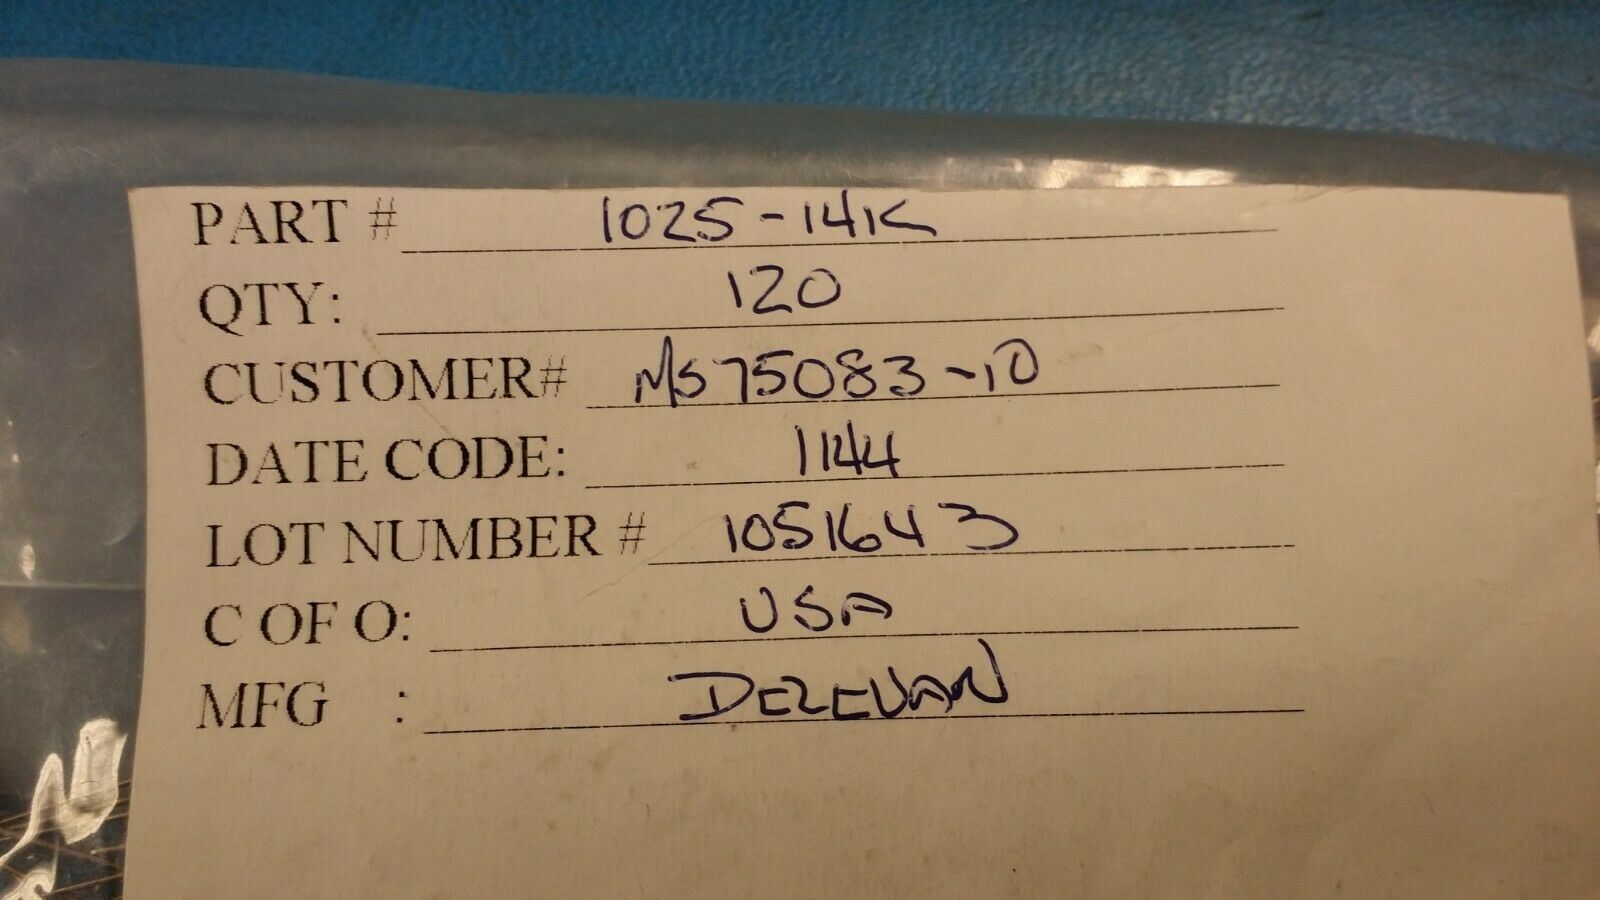 PART # 1025-14K
QTY: 120
CUSTOMER# MS75083-10
DATE CODE: 1144
LOT NUMBER # 1051643
C OF O: USA
MFG : DELEVAN